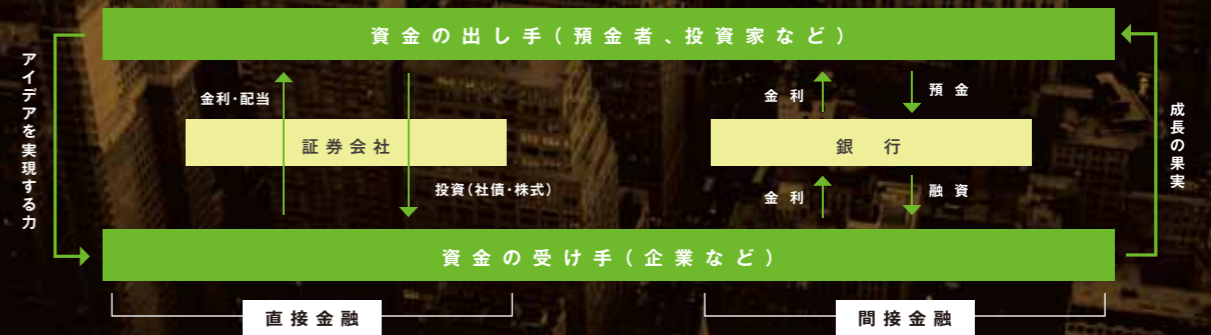 資金の出し手(預金者、投資家など)
アイデアを実現する力
金利・配当
証券会社
投資(社債・株式)
金利
預金
銀行
金利
融資
成長の果実
資金の受け手(企業など)
直接金融
間接金融